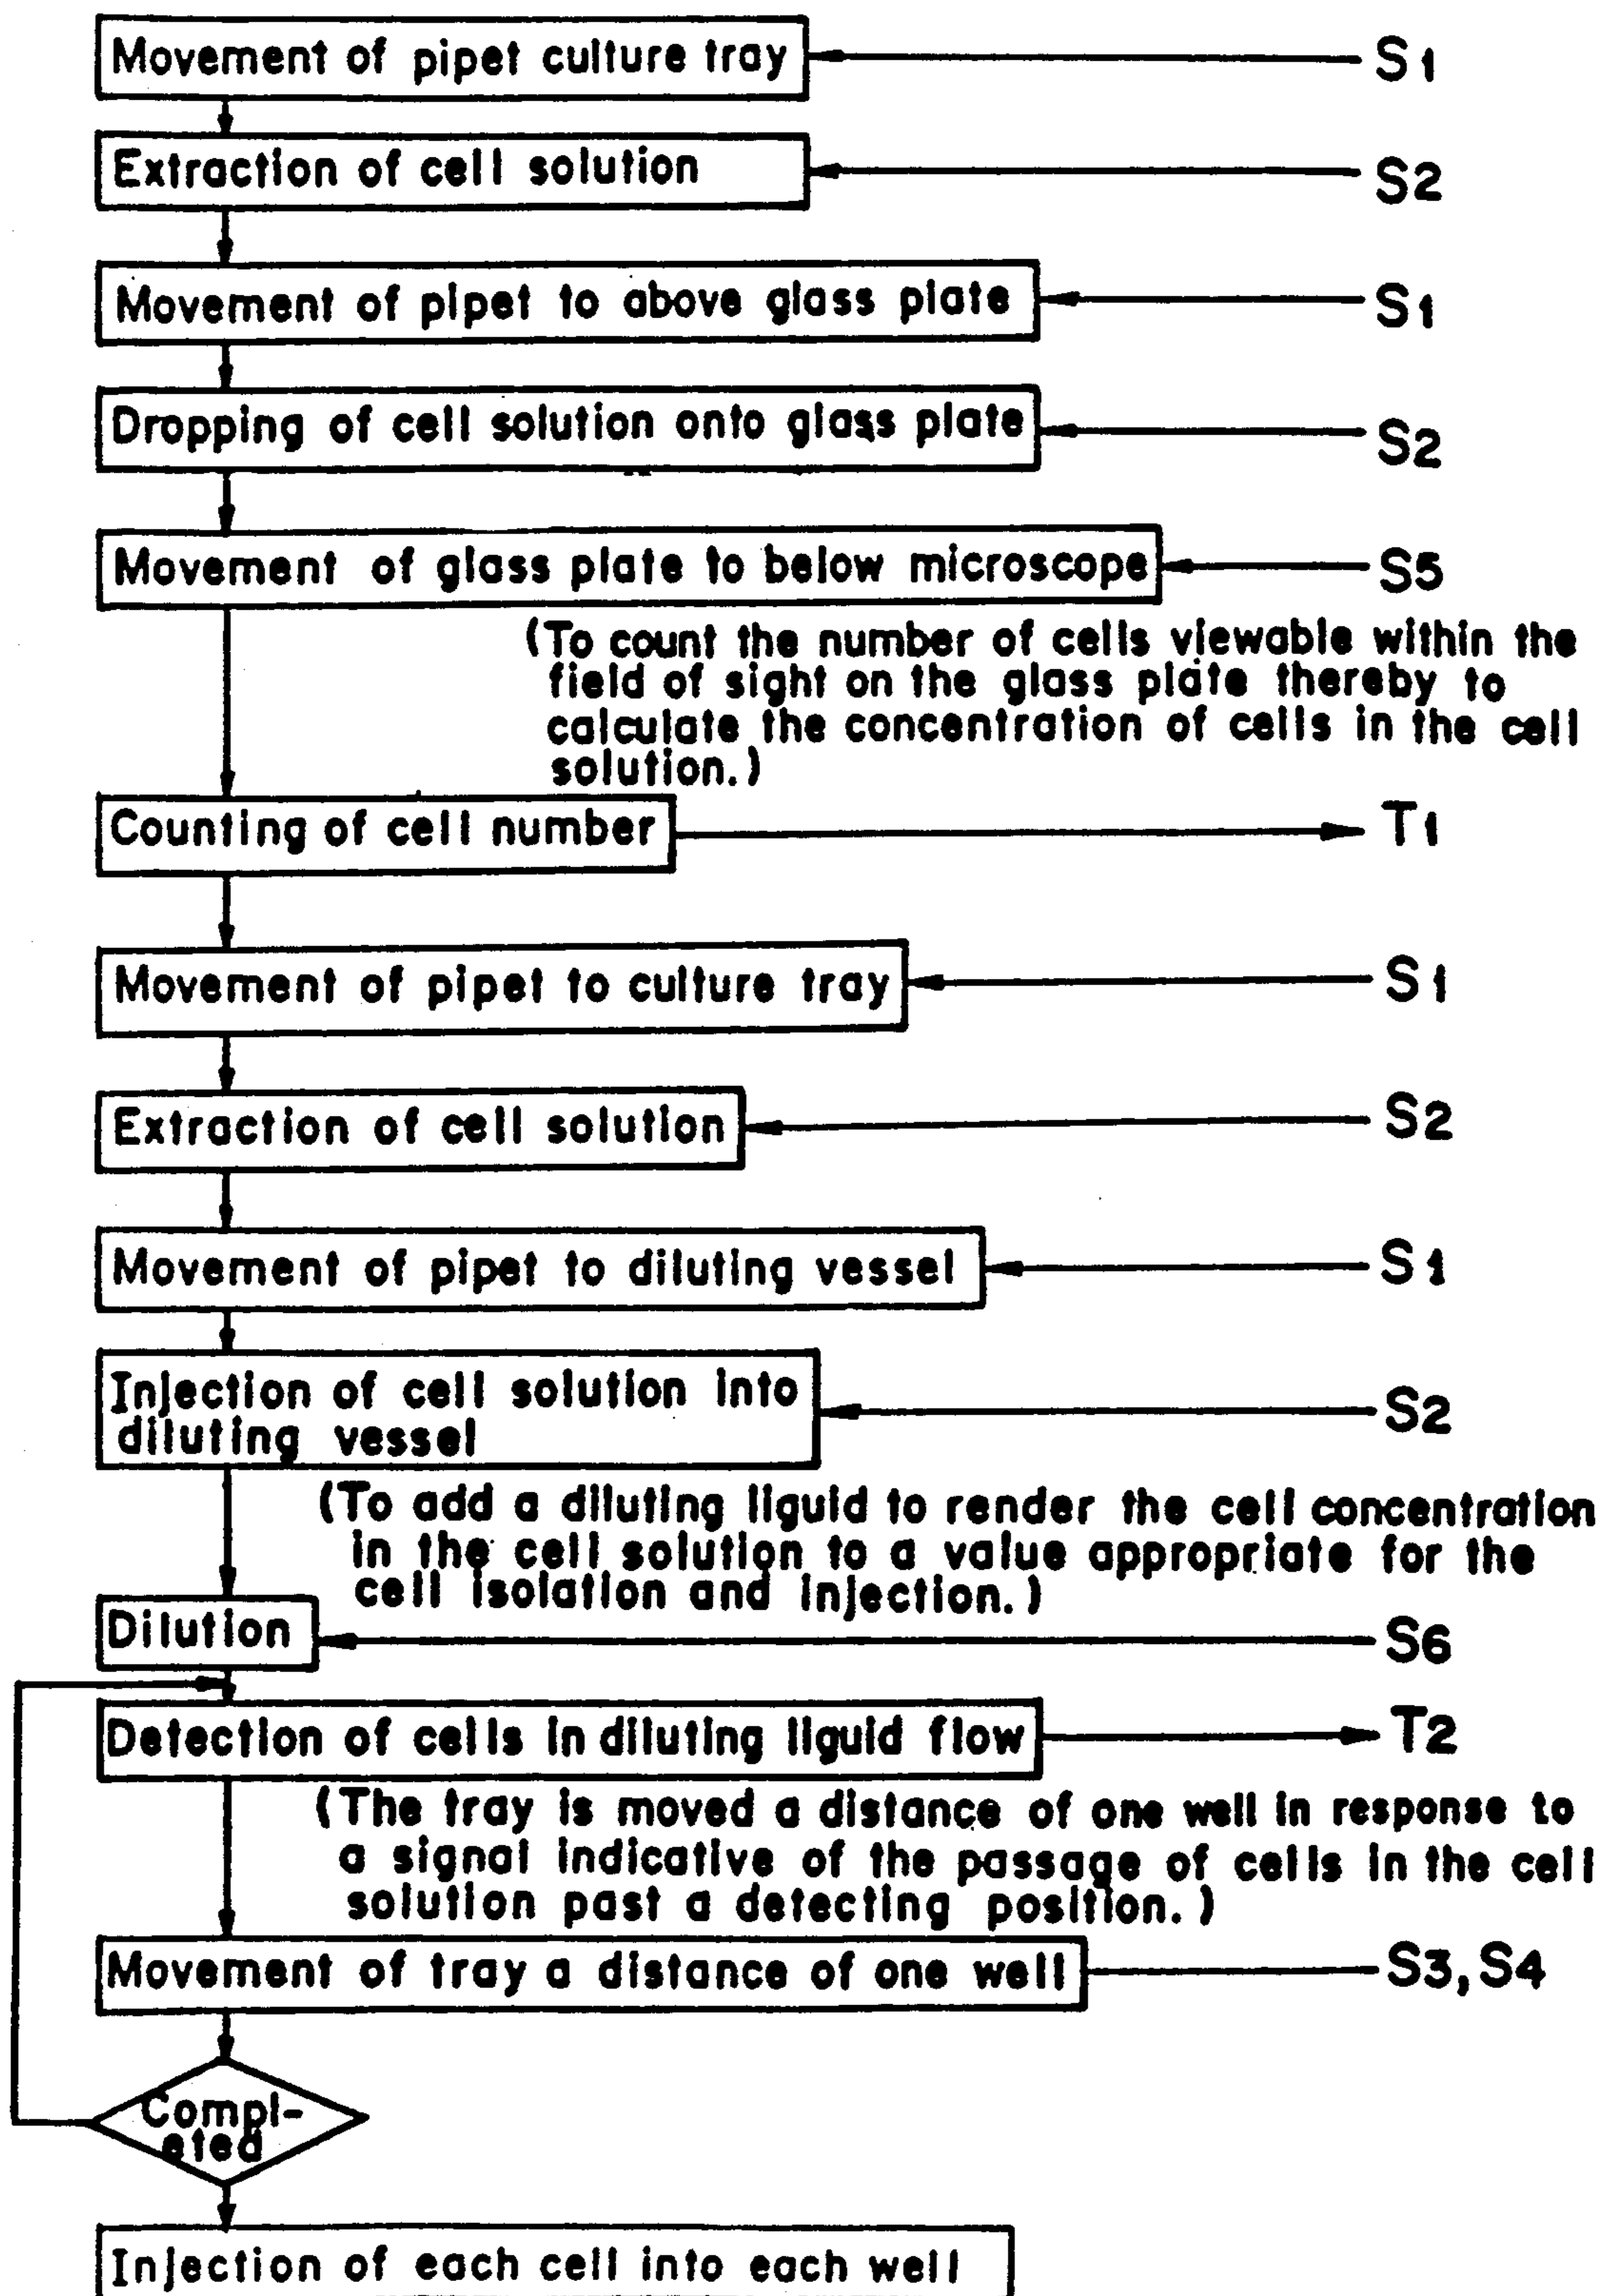 Movement of pipet culture tray
S1
Extraction of cell solution
S2
Movement of pipet to above glass plate
S1
Dropping of cell solution onto glass plate
S2
Movement of glass plate to below microscope
S5
(To count the number of cells viewable within the
field of sight on the glass plate thereby to
calculate the concentration of cells in the cell
solution.)
Counting of cell number
T1
Movement of pipet to culture tray
S1
Extraction of cell solution
S2
Movement of pipet to diluting vessel
S1
Injection of cell solution into
diluting vessel
S2
(To add a diluting liguid to render the cell concentration
in the cell solution to a value appropriate for the
cell isolation and injection.)
Dilution
S6
Detection of cells in diluting liguid flow
T2
(The tray is moved a distance of one well in response to
a signal indicative of the passage of cells in the cell
solution past a detecting position.)
Movement of tray a distance of one well
S3, S4
Compl-
eted
Injection of each cell into each well